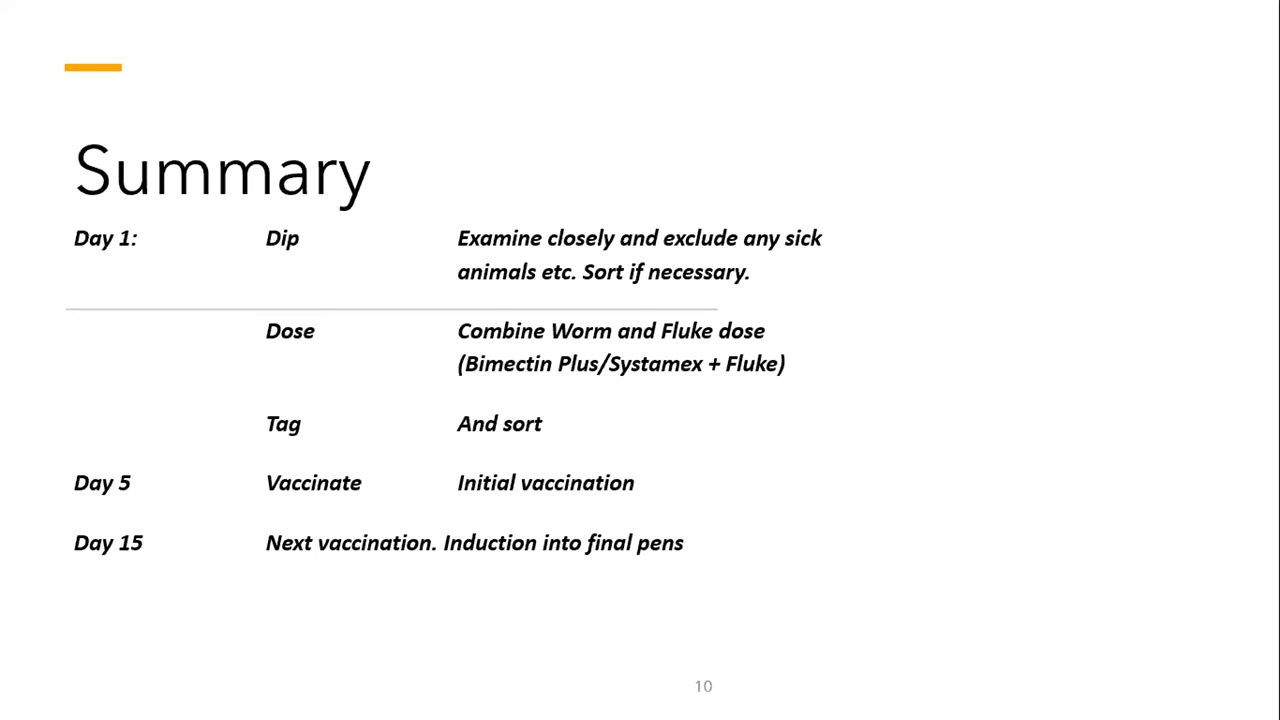 Summary
Day 1: Dip Examine closely and exclude any sick
animals etc. Sort if necessary.
Dose Combine Worm and Fluke dose
(Bimectin Plus/Systamex + Fluke)
Tag And sort
Day 5 Vaccinate Initial vaccination
Day 15 Next vaccination. Induction into final pens
10